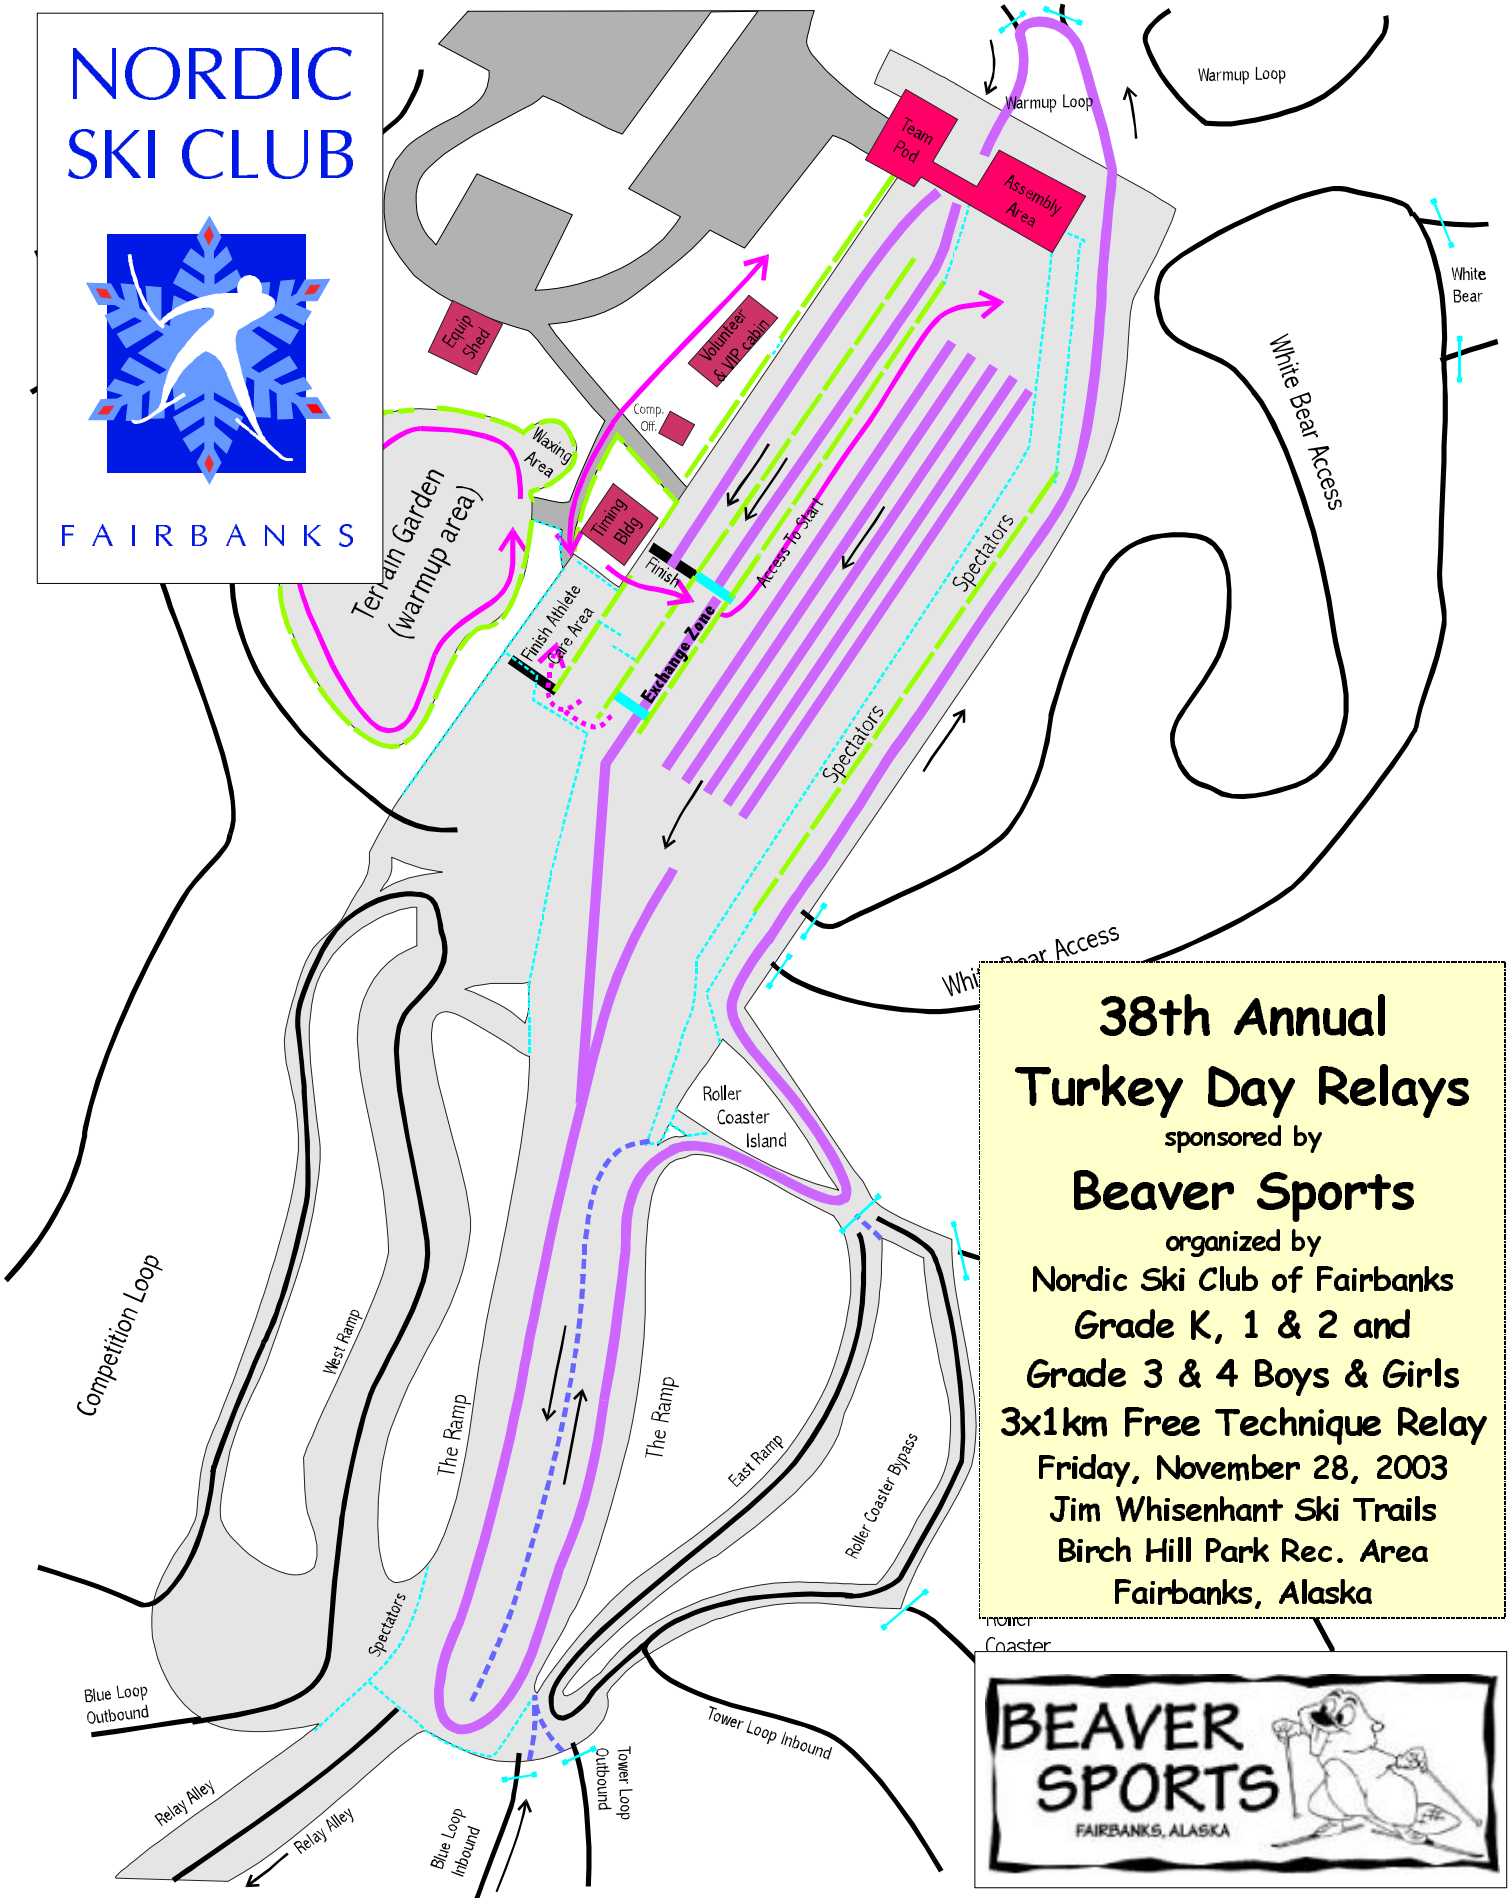 NORDIC
SKI CLUB
FAIRBANKS
Warmup Loop
Warmup Loop
Team
Pod
Assembly
Area
White
Bear
White Bear Access
Equip
Shed
Volunteer
& VIP cabin
Comp.
Off.
Waxing
Area
Terrain Garden
(warmup area)
Timing
Bldg
Finish
Access To Start
Exchange Zone
Finish Athlete
Care Area
Spectators
Spectators
White Bear Access
Roller
Coaster
Island
Competition Loop
West Ramp
The Ramp
The Ramp
East Ramp
Roller Coaster Bypass
Spectators
Blue Loop
Outbound
Relay Alley
Relay Alley
Blue Loop
Inbound
Tower Loop
Outbound
Tower Loop Inbound
Roller
Coaster
38th Annual
Turkey Day Relays
sponsored by
Beaver Sports
organized by
Nordic Ski Club of Fairbanks
Grade K, 1 & 2 and
Grade 3 & 4 Boys & Girls
3x1km Free Technique Relay
Friday, November 28, 2003
Jim Whisenhant Ski Trails
Birch Hill Park Rec. Area
Fairbanks, Alaska
BEAVER
SPORTS
FAIRBANKS, ALASKA